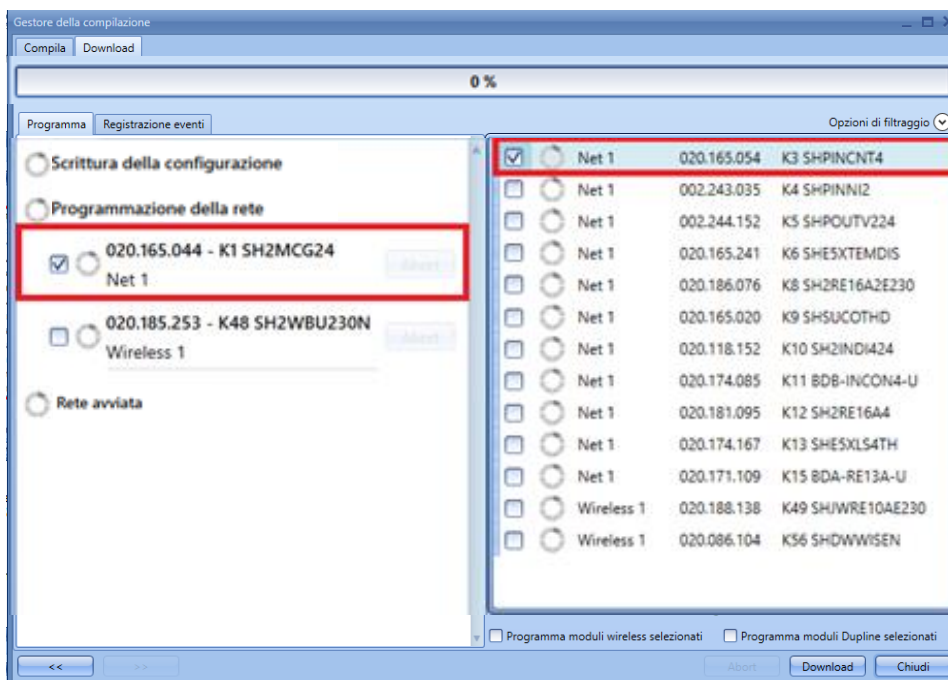 Gestore della compilazione
Compila Download
0 %
Programma Registrazione eventi
Opzioni di filtraggio
Scrittura della configurazione
Programmazione della rete
020.165.044 - K1 SH2MCG24
Abort
Net 1
020.185.253 - K48 SH2WBU230N
Abort
Wireless 1
Rete avviata
Net 1 020.165.054 K3 SHPINCNT4
Net 1 002.243.035 K4 SHPINNI2
Net 1 002.244.152 K5 SHPOUTV224
Net 1 020.165.241 K6 SHE5XTEMDIS
Net 1 020.186.076 K8 SH2RE16A2E230
Net 1 020.165.020 K9 SHSUCOTHD
Net 1 020.118.152 K10 SH2INDI424
Net 1 020.174.085 K11 BDB-INCON4-U
Net 1 020.181.095 K12 SH2RE16A4
Net 1 020.174.167 K13 SHE5XLS4TH
Net 1 020.171.109 K15 BDA-RE13A-U
Wireless 1 020.188.138 K49 SHJWRE10AE230
Wireless 1 020.086.104 K56 SHDWWISEN
Programma moduli wireless selezionati Programma moduli Dupline selezionati
<< >> Abort Download Chiudi